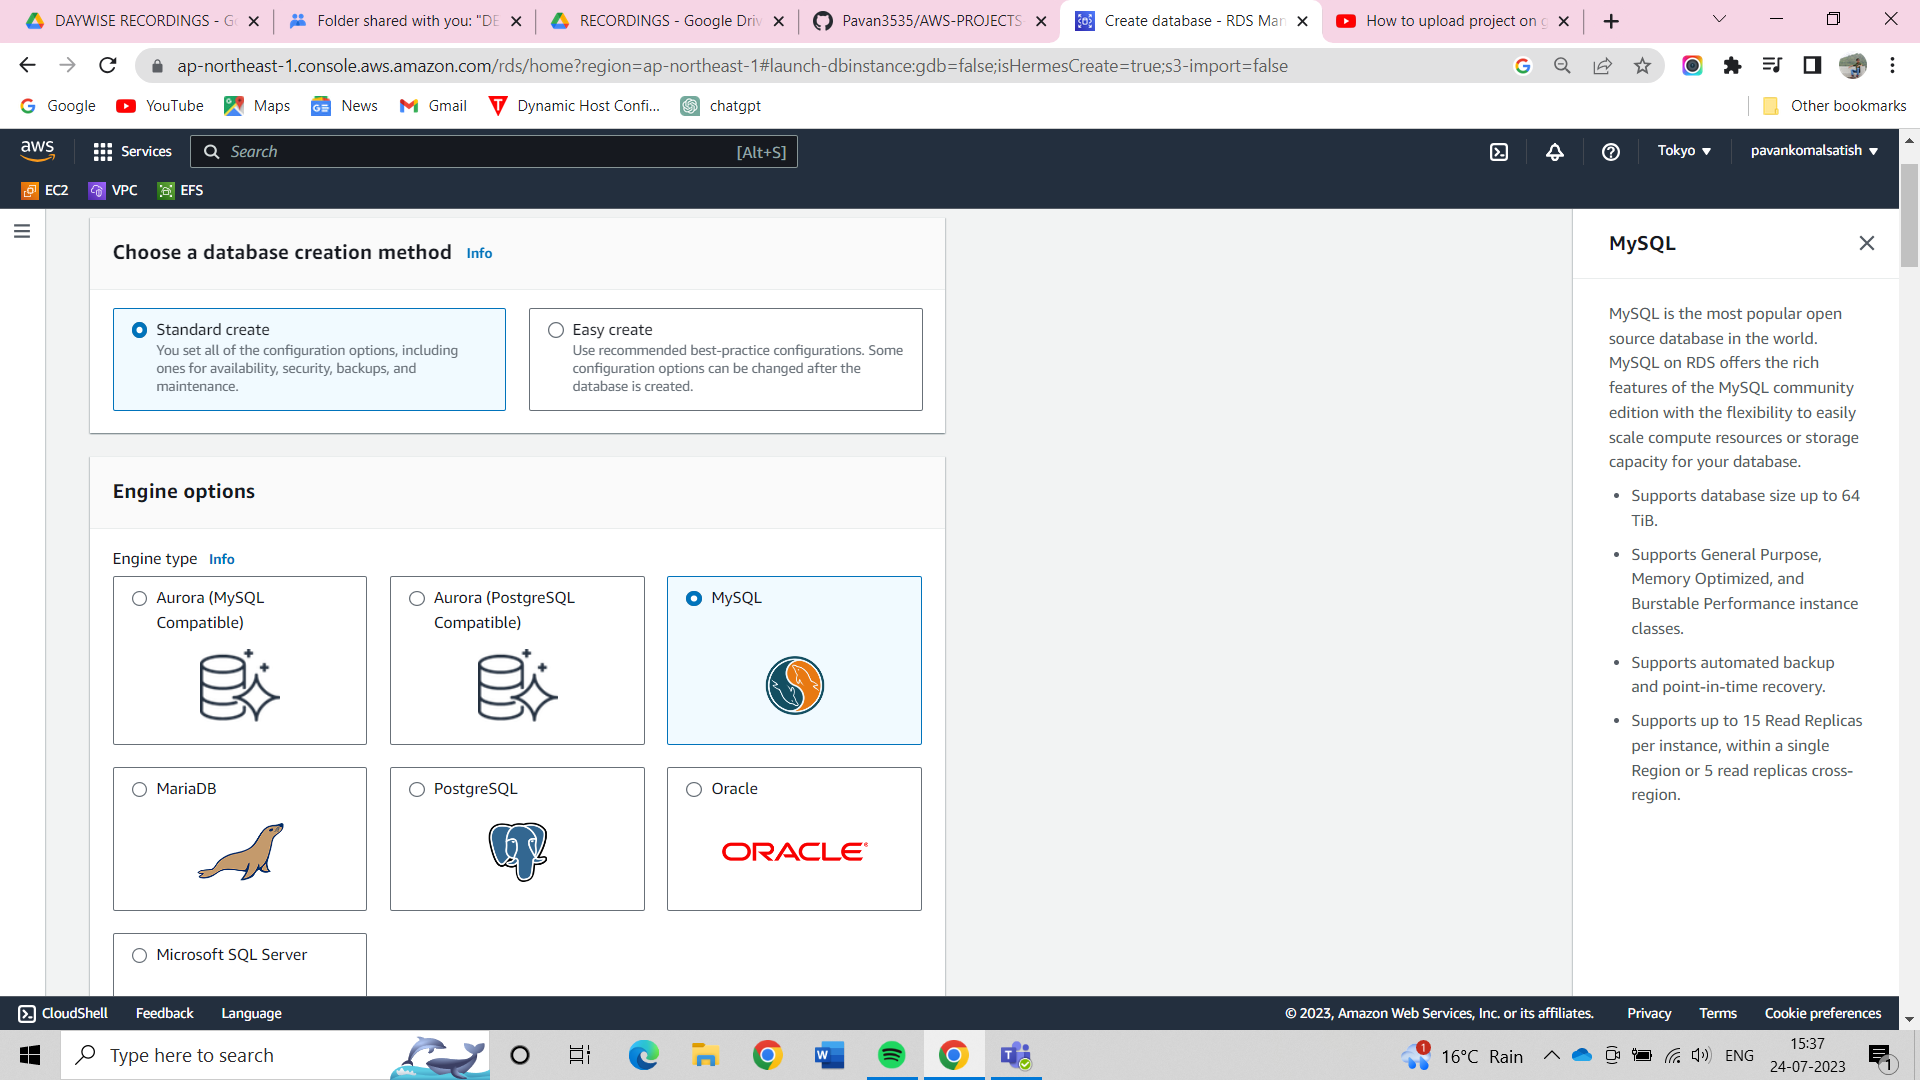 DAYWISE RECORDINGS - Go
Folder shared with you: "DE
RECORDINGS - Google Driv
Pavan3535/AWS-PROJECTS-
Create database - RDS Man
How to upload project on g
ap-northeast-1.console.aws.amazon.com/rds/home?region=ap-northeast-1#launch-dbinstance:gdb=false;isHermesCreate=true;s3-import=false
Google
YouTube
Maps
News
Gmail
Dynamic Host Confi...
chatgpt
Other bookmarks
aws
Services
Search
[Alt+S]
Tokyo
pavankomalsatish
EC2
VPC
EFS
Choose a database creation method Info
Standard create
You set all of the configuration options, including
ones for availability, security, backups, and
maintenance.
Easy create
Use recommended best-practice configurations. Some
configuration options can be changed after the
database is created.
Engine options
Engine type Info
Aurora (MySQL
Compatible)
Aurora (PostgreSQL
Compatible)
MySQL
MariaDB
PostgreSQL
Oracle
ORACLE
Microsoft SQL Server
MySQL
MySQL is the most popular open
source database in the world.
MySQL on RDS offers the rich
features of the MySQL community
edition with the flexibility to easily
scale compute resources or storage
capacity for your database.
• Supports database size up to 64
TiB.
• Supports General Purpose,
Memory Optimized, and
Burstable Performance instance
classes.
• Supports automated backup
and point-in-time recovery.
• Supports up to 15 Read Replicas
per instance, within a single
Region or 5 read replicas cross-
region.
CloudShell
Feedback
Language
© 2023, Amazon Web Services, Inc. or its affiliates.
Privacy
Terms
Cookie preferences
Type here to search
1
16°C Rain
ENG
15:37
24-07-2023
1